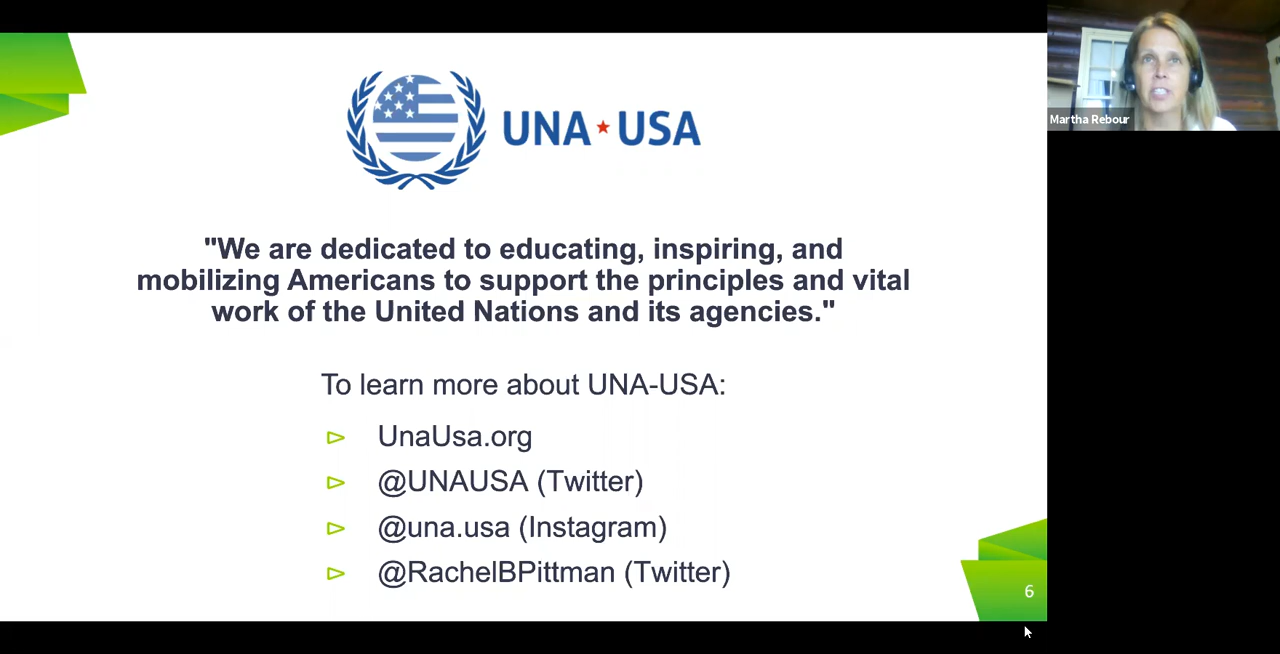 UNA★USA
Martha Rebour
"We are dedicated to educating, inspiring, and
mobilizing Americans to support the principles and vital
work of the United Nations and its agencies."
To learn more about UNA-USA:
UnaUsa.org
@UNAUSA (Twitter)
@una.usa (Instagram)
@RachelBPittman (Twitter)
6